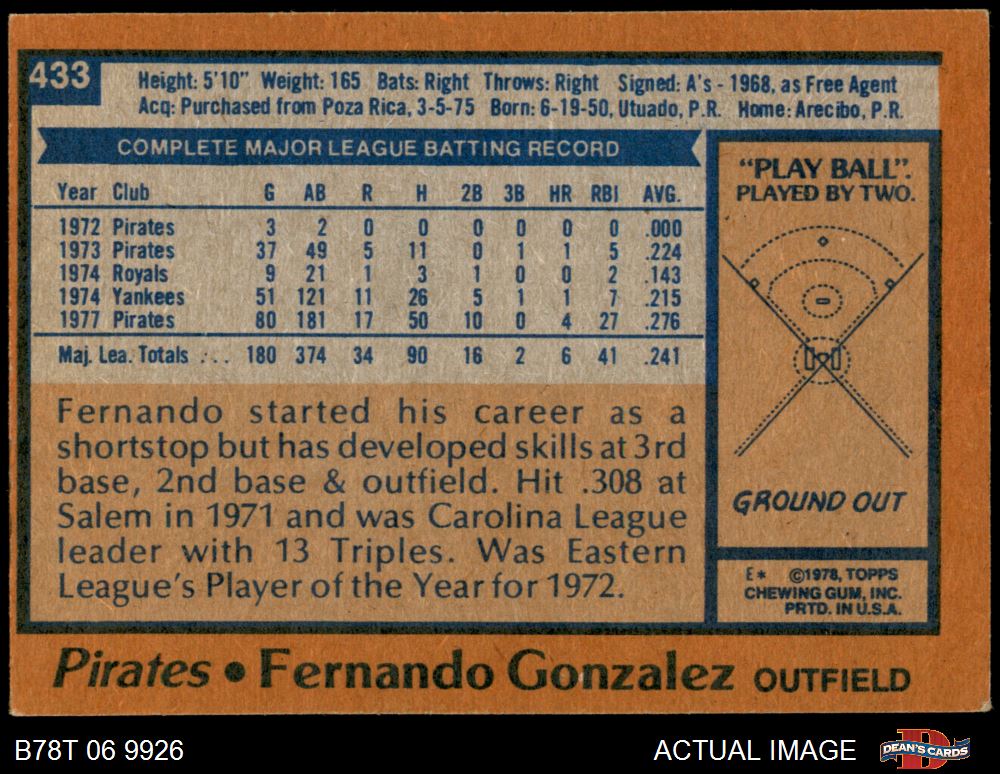 433
Height: 5'10" Weight: 165 Bats: Right Throws: Right Signed: A's - 1968, as Free Agent
Acq: Purchased from Poza Rica, 3-5-75 Born: 6-19-50, Utuado, P.R. Home: Arecibo, P.R.
COMPLETE MAJOR LEAGUE BATTING RECORD
Year Club G AB R H 2B 3B HR RBI AVG.
1972 Pirates 3 2 0 0 0 0 0 0 .000
1973 Pirates 37 49 5 11 0 1 1 5 .224
1974 Royals 9 21 1 3 1 0 0 2 .143
1974 Yankees 51 121 11 26 5 1 1 7 .215
1977 Pirates 80 181 17 50 10 0 4 27 .276
Maj. Lea. Totals . . . 180 374 34 90 16 2 6 41 .241
Fernando started his career as a
shortstop but has developed skills at 3rd
base, 2nd base & outfield. Hit .308 at
Salem in 1971 and was Carolina League
leader with 13 Triples. Was Eastern
League's Player of the Year for 1972.
"PLAY BALL".
PLAYED BY TWO.
GROUND OUT
E* ©1978, TOPPS
CHEWING GUM, INC.
PRTD. IN U.S.A.
Pirates • Fernando Gonzalez OUTFIELD
B78T 06 9926
ACTUAL IMAGE
DEAN'S CARDS